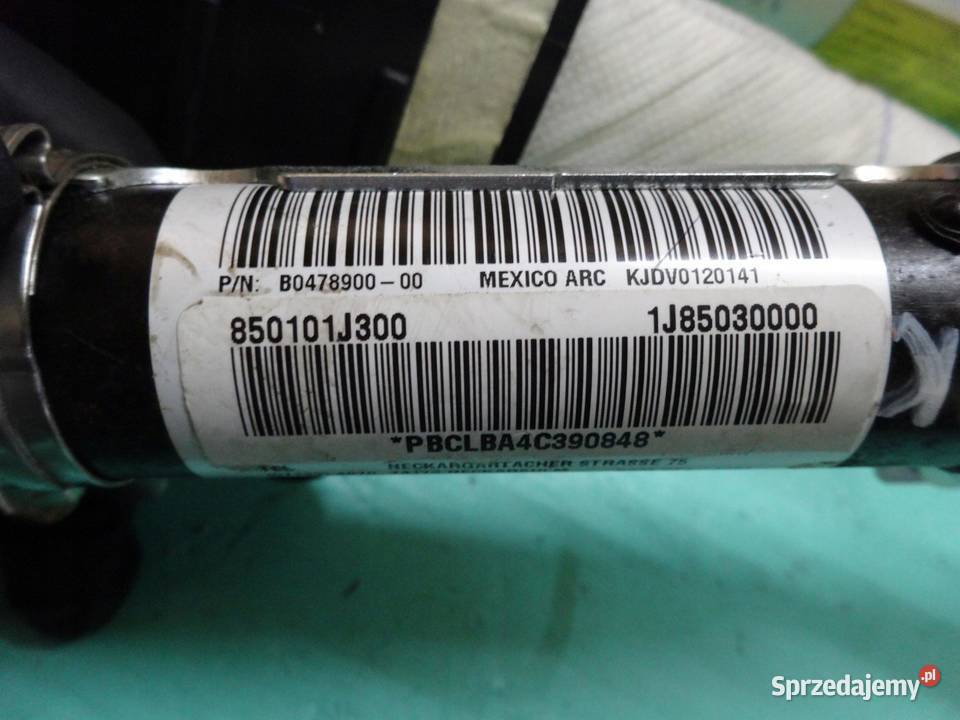 P/N: B0478900-00 MEXICO ARC KJDV0120141
850101J300 1J85030000
*PBCLBA4C390848*
NECKARGARTACHER STRASSE 75
Sprzedajemy.pl